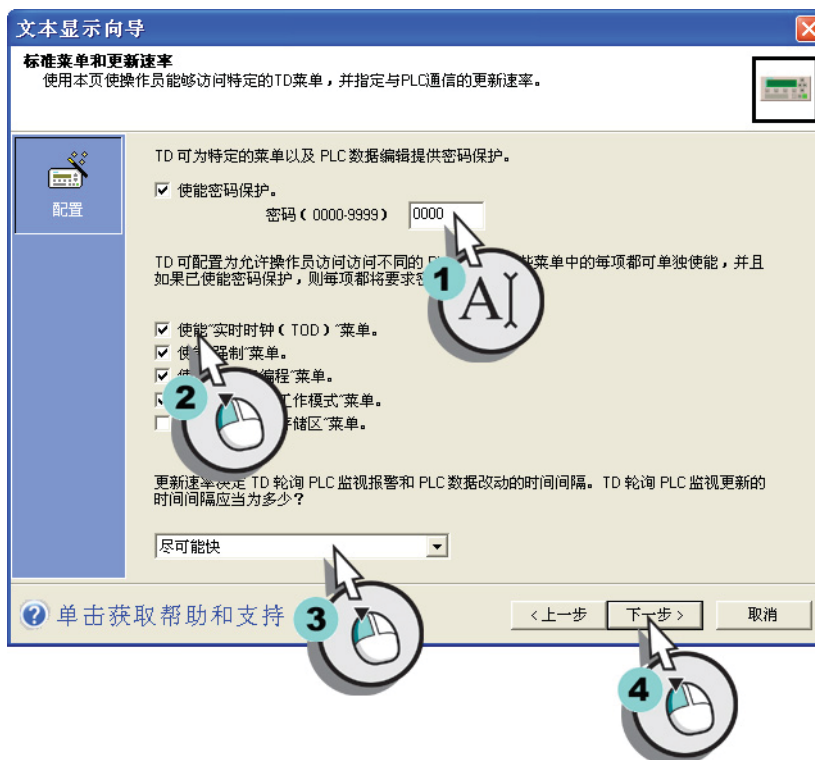 文本显示向导
标准菜单和更新速率
使用本页使操作员能够访问特定的TD菜单，并指定与PLC通信的更新速率。
配置
TD 可为特定的菜单以及 PLC 数据编辑提供密码保护。
使能密码保护。
密码（0000-9999） 0000
TD 可配置为允许操作员访问访问不同的 菜单中的每项都可单独使能，并且
如果已使能密码保护，则每项都将要求
使能"实时时钟（TOD）"菜单。
强制"菜单。
编程"菜单。
工作模式"菜单。
存储区"菜单。
更新速率决定 TD 轮询 PLC 监视报警和 PLC 数据改动的时间间隔。TD 轮询 PLC 监视更新的
时间间隔应当为多少？
尽可能快
单击获取帮助和支持
<上一步 下一步> 取消
1
A
2
3
4